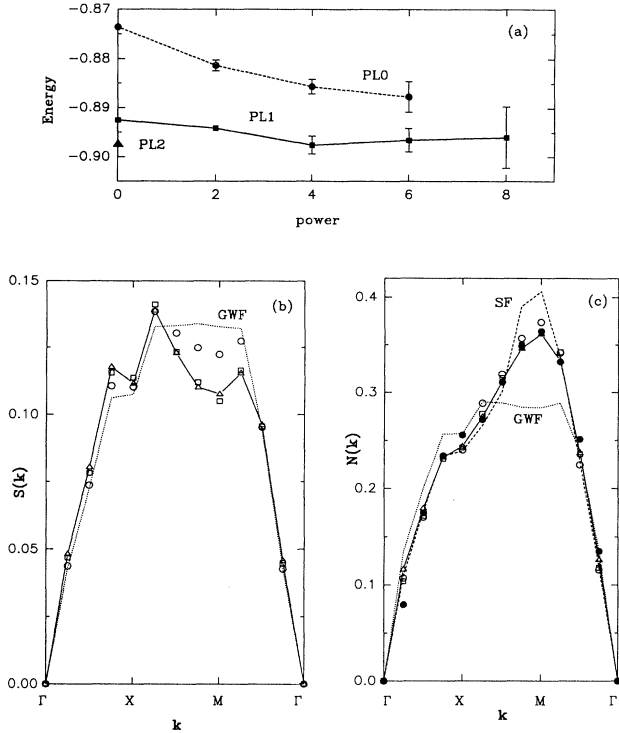 (a)
Energy
−0.87
−0.88
−0.89
−0.90
PL0
PL1
PL2
0 2 4 6 8
power
(b)
S(k)
0.15
0.10
0.05
0.00
GWF
Γ X M Γ
k
(c)
N(k)
0.4
0.3
0.2
0.1
0.0
SF
GWF
Γ X M Γ
k